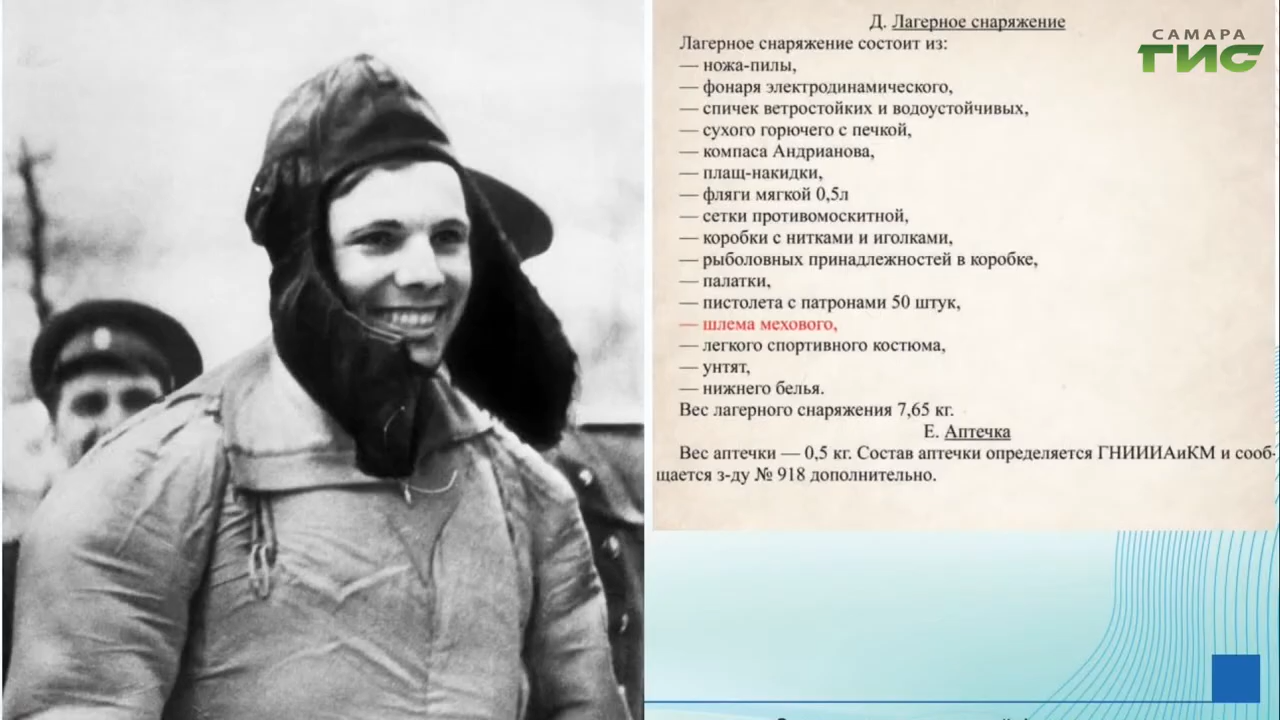 Д. Лагерное снаряжение
САМАРА
ГИС
Лагерное снаряжение состоит из:
— ножа-пилы,
— фонаря электродинамического,
— спичек ветростойких и водоустойчивых,
— сухого горючего с печкой,
— компаса Андрианова,
— плащ-накидки,
— фляги мягкой 0,5л
— сетки противомоскитной,
— коробки с нитками и иголками,
— рыболовных принадлежностей в коробке,
— палатки,
— пистолета с патронами 50 штук,
— шлема мехового,
— легкого спортивного костюма,
— унтят,
— нижнего белья.
Вес лагерного снаряжения 7,65 кг.
Е. Аптечка
Вес аптечки — 0,5 кг. Состав аптечки определяется ГНИИИАиКМ и сооб-
щается з-ду № 918 дополнительно.